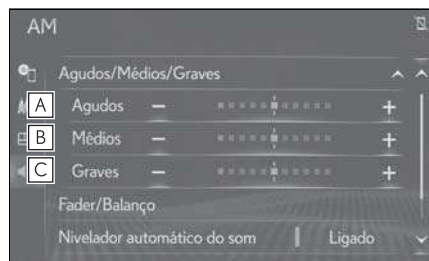 AM
Agudos/Médios/Graves
A Agudos − +
B Médios − +
C Graves − +
Fader/Balanço
Nivelador automático do som Ligado